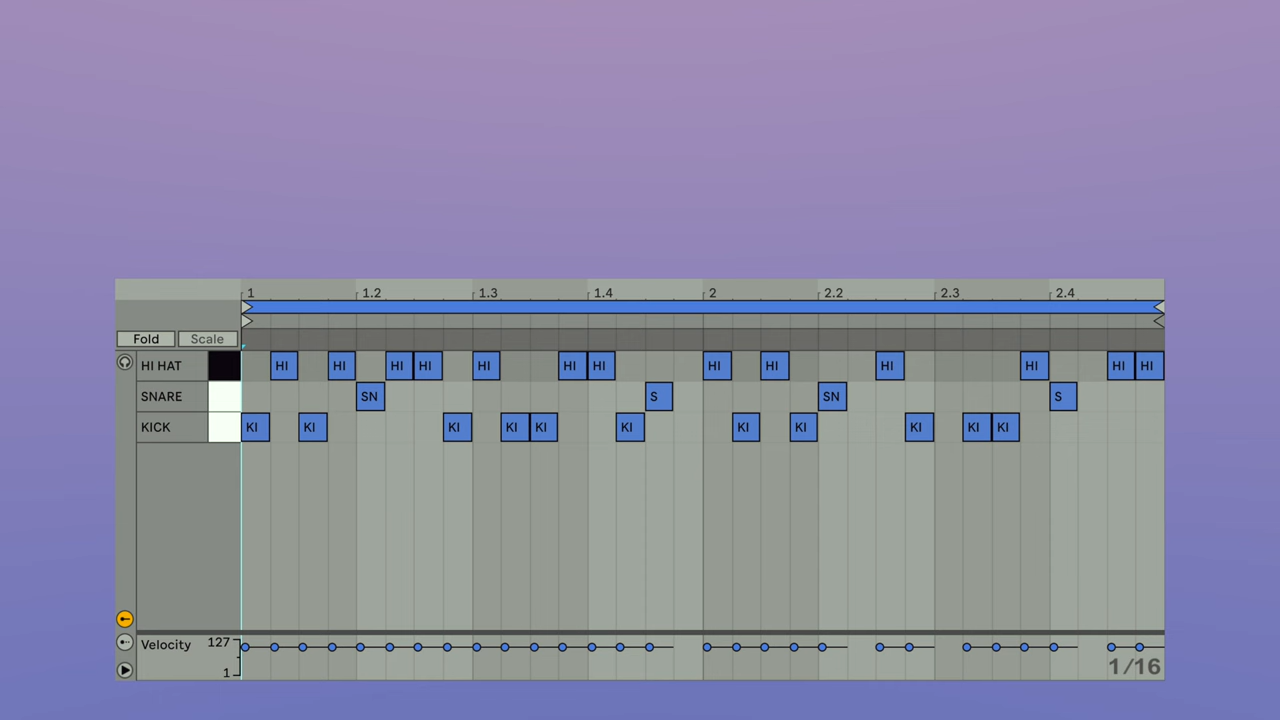 1 1.2 1.3 1.4 2 2.2 2.3 2.4
Fold Scale
HI HAT HI HI HI HI HI HI HI HI HI HI HI HI HI
SNARE SN S SN S
KICK KI KI KI KI KI KI KI KI KI KI KI
Velocity 127
1
1/16